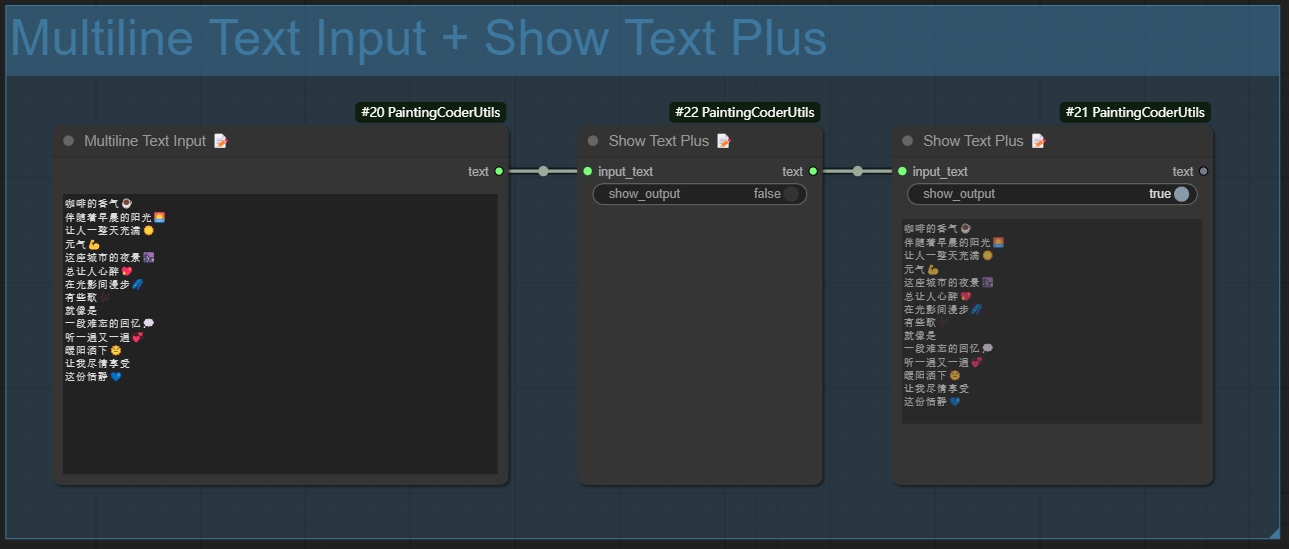 Multiline Text Input + Show Text Plus
#20 PaintingCoderUtils
Multiline Text Input 📝
text
咖啡的香气☕
伴随着早晨的阳光🌅
让人一整天充满🌞
元气💪
这座城市的夜景🌌
总让人心醉💖
在光影间漫步🌊
有些歌🎶
就像是
一段难忘的回忆💭
听一遍又一遍💞
暖阳洒下🌞
让我尽情享受
这份恬静💙
#22 PaintingCoderUtils
Show Text Plus 📝
input_text text
show_output false
#21 PaintingCoderUtils
Show Text Plus 📝
input_text text
show_output true
咖啡的香气☕
伴随着早晨的阳光🌅
让人一整天充满🌞
元气💪
这座城市的夜景🌌
总让人心醉💖
在光影间漫步🌊
有些歌🎶
就像是
一段难忘的回忆💭
听一遍又一遍💞
暖阳洒下🌞
让我尽情享受
这份恬静💙